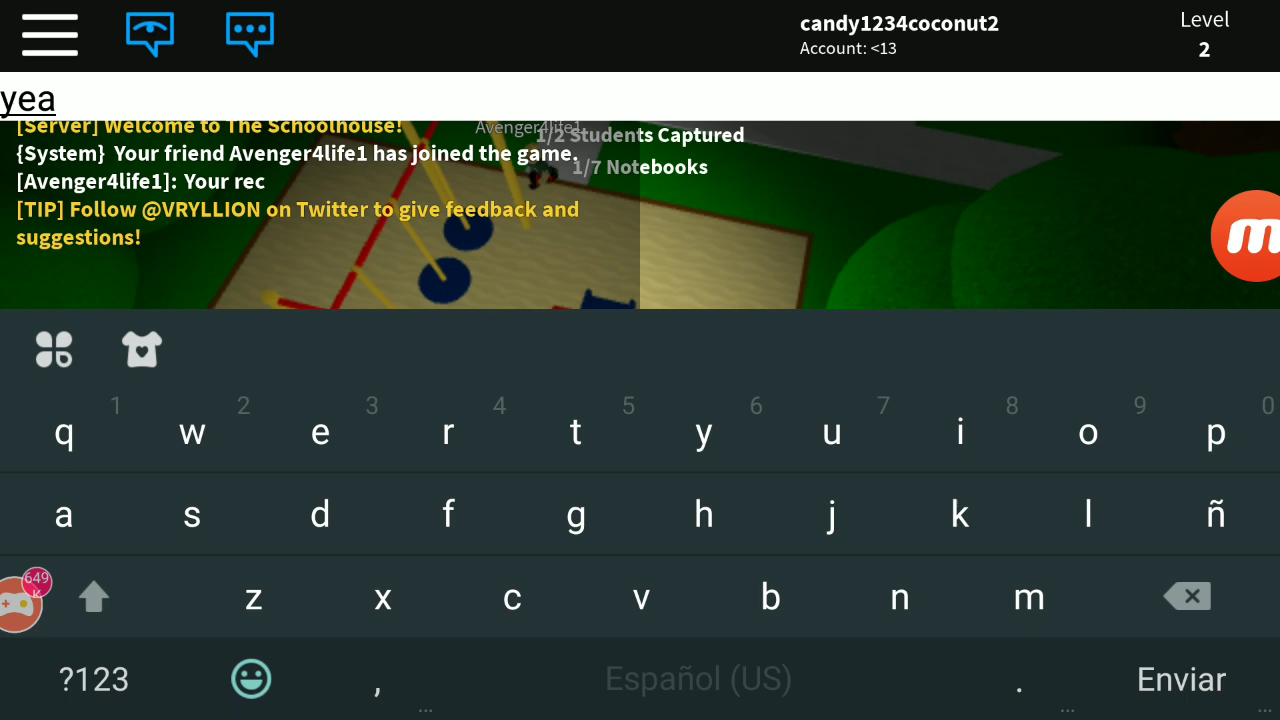 candy1234coconut2
Account: <13
Level
2
yea
[Server] Welcome to The Schoolhouse!
Avenger4life1
1/2 Students Captured
{System} Your friend Avenger4life1 has joined the game.
1/7 Notebooks
[Avenger4life1]: Your rec
[TIP] Follow @VRYLLION on Twitter to give feedback and
suggestions!
m
1 2 3 4 5 6 7 8 9 0
q w e r t y u i o p
a s d f g h j k l ñ
649
K
z x c v b n m
?123 , Español (US) . Enviar
... ... ...